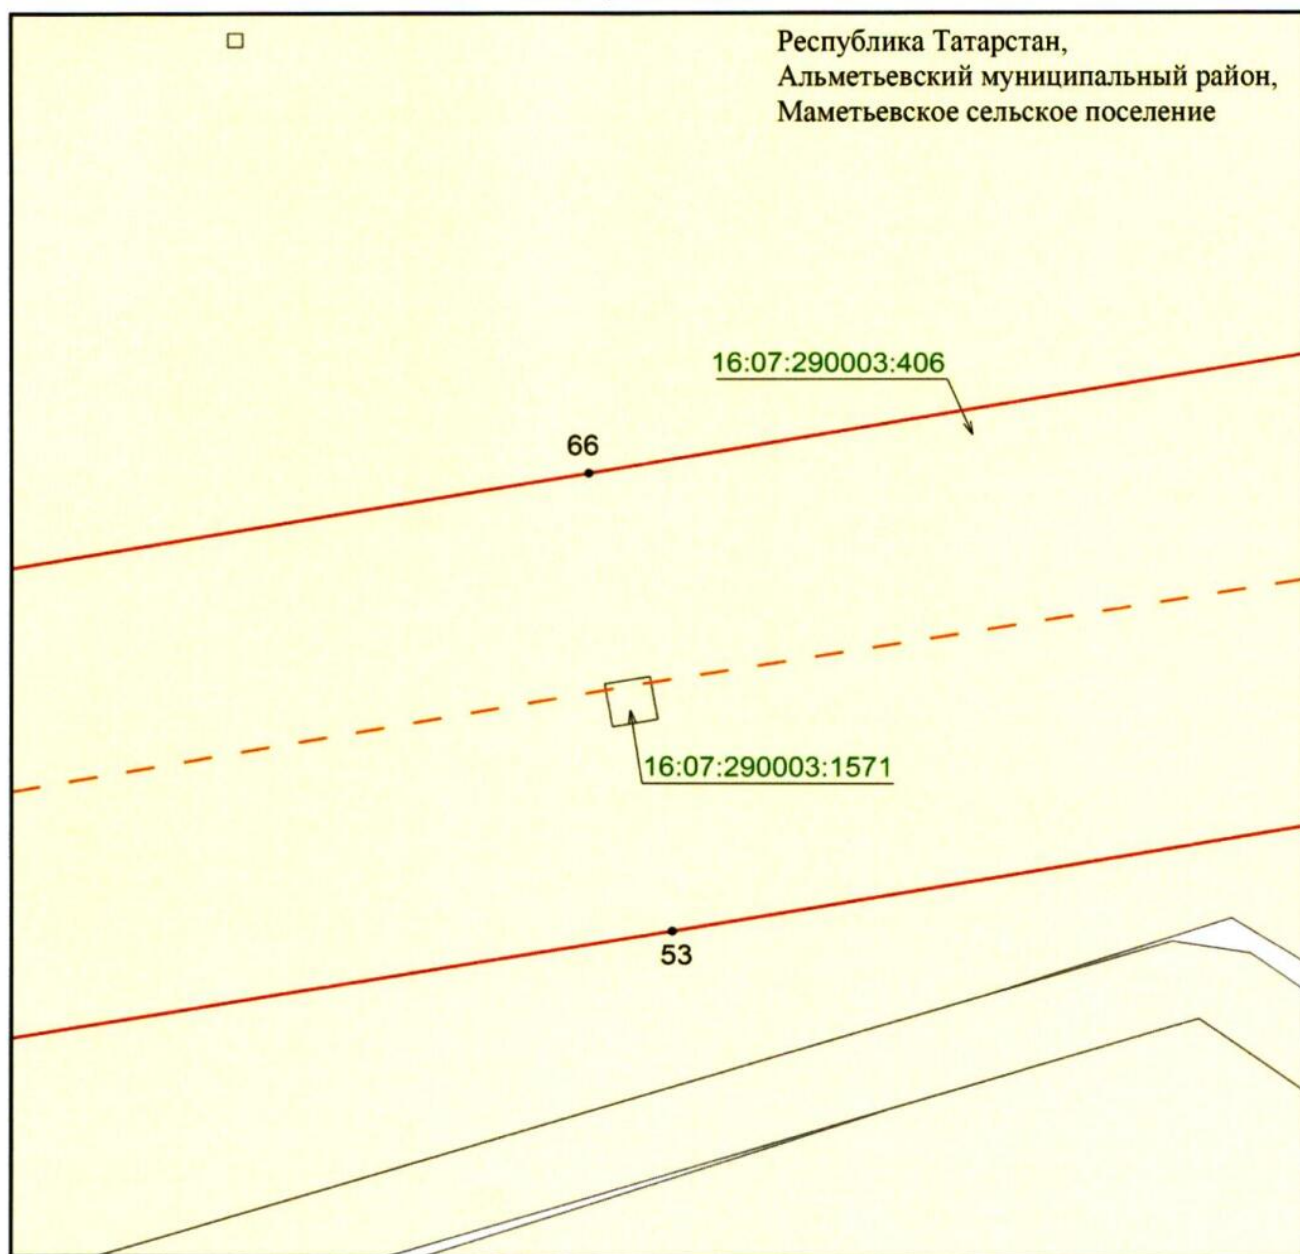 Республика Татарстан,
Альметьевский муниципальный район,
Маметьевское сельское поселение
16:07:290003:406
66
16:07:290003:1571
53